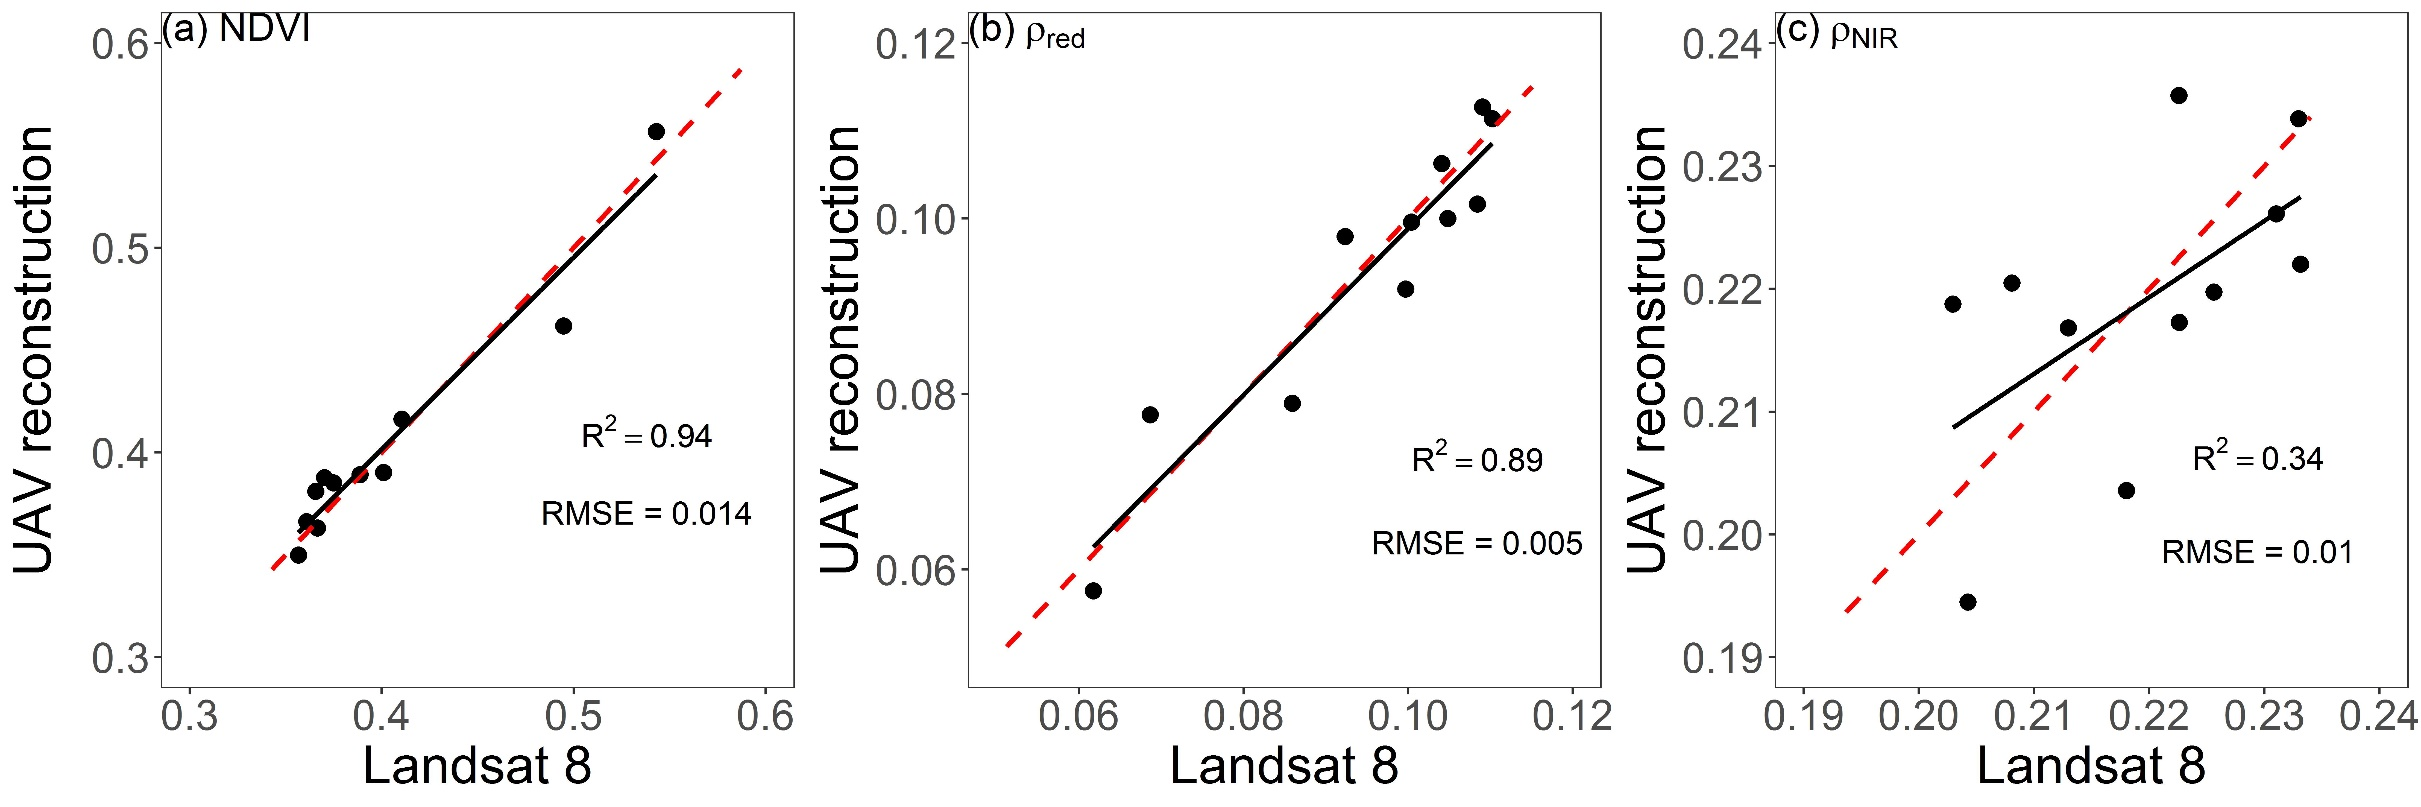 (a) NDVI
0.6
0.5
0.4
0.3
UAV reconstruction
R² = 0.94
RMSE = 0.014
0.3 0.4 0.5 0.6
Landsat 8
(b) ρred
0.12
0.10
0.08
0.06
UAV reconstruction
R² = 0.89
RMSE = 0.005
0.06 0.08 0.10 0.12
Landsat 8
(c) ρNIR
0.24
0.23
0.22
0.21
0.20
0.19
UAV reconstruction
R² = 0.34
RMSE = 0.01
0.19 0.20 0.21 0.22 0.23 0.24
Landsat 8